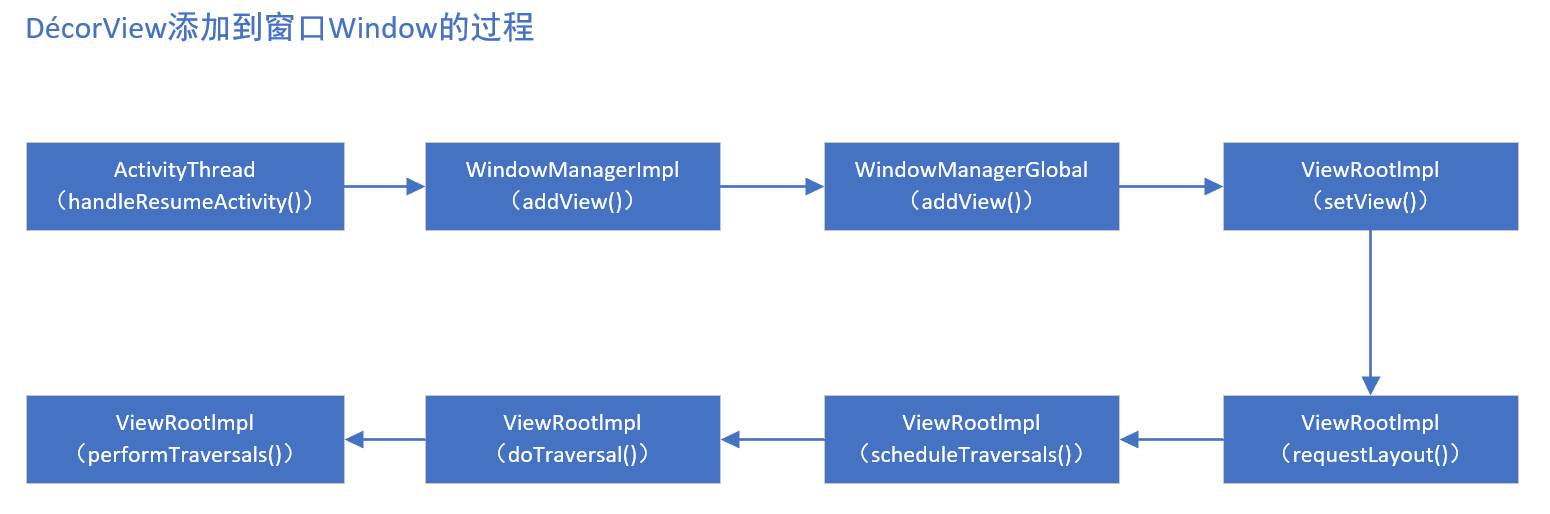 DécorView添加到窗口Window的过程
ActivityThread
（handleResumeActivity()）
WindowManagerImpl
（addView()）
WindowManagerGlobal
（addView()）
ViewRootImpl
（setView()）
ViewRootImpl
（performTraversals()）
ViewRootImpl
（doTraversal()）
ViewRootImpl
（scheduleTraversals()）
ViewRootImpl
（requestLayout()）